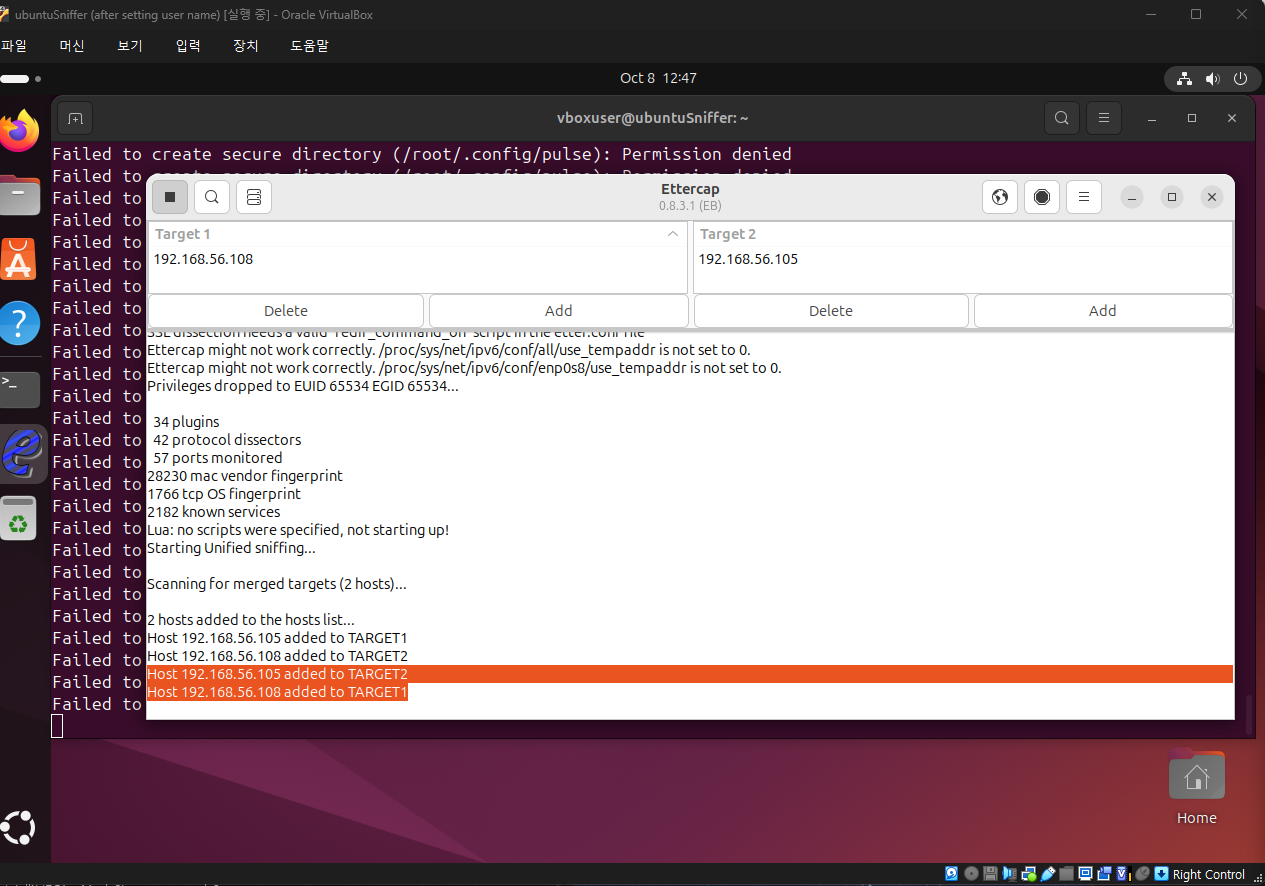 ubuntuSniffer (after setting user name) [실행 중] - Oracle VirtualBox
파일 머신 보기 입력 장치 도움말
Oct 8 12:47
vboxuser@ubuntuSniffer: ~
Failed to create secure directory (/root/.config/pulse): Permission denied
Failed to create secure directory (/root/.config/pulse): Permission denied
Failed to
Ettercap
0.8.3.1 (EB)
Failed to
Failed to
Target 1 Target 2
Failed to
192.168.56.108 192.168.56.105
Failed to
Failed to
Delete Add Delete Add
Failed to
SSL dissection needs a valid 'redir_command_on' script in the etter.conf file
Ettercap might not work correctly. /proc/sys/net/ipv6/conf/all/use_tempaddr is not set to 0.
Failed to
Ettercap might not work correctly. /proc/sys/net/ipv6/conf/enp0s8/use_tempaddr is not set to 0.
Failed to
Privileges dropped to EUID 65534 EGID 65534...
Failed to
34 plugins
Failed to
42 protocol dissectors
Failed to
57 ports monitored
Failed to
28230 mac vendor fingerprint
Failed to
1766 tcp OS fingerprint
Failed to
2182 known services
Failed to
Lua: no scripts were specified, not starting up!
Failed to
Starting Unified sniffing...
Failed to
Failed to
Scanning for merged targets (2 hosts)...
Failed to
2 hosts added to the hosts list...
Failed to
Host 192.168.56.105 added to TARGET1
Failed to
Host 192.168.56.108 added to TARGET2
Failed to
Host 192.168.56.105 added to TARGET2
Failed to
Host 192.168.56.108 added to TARGET1
Failed to
Home
Right Control